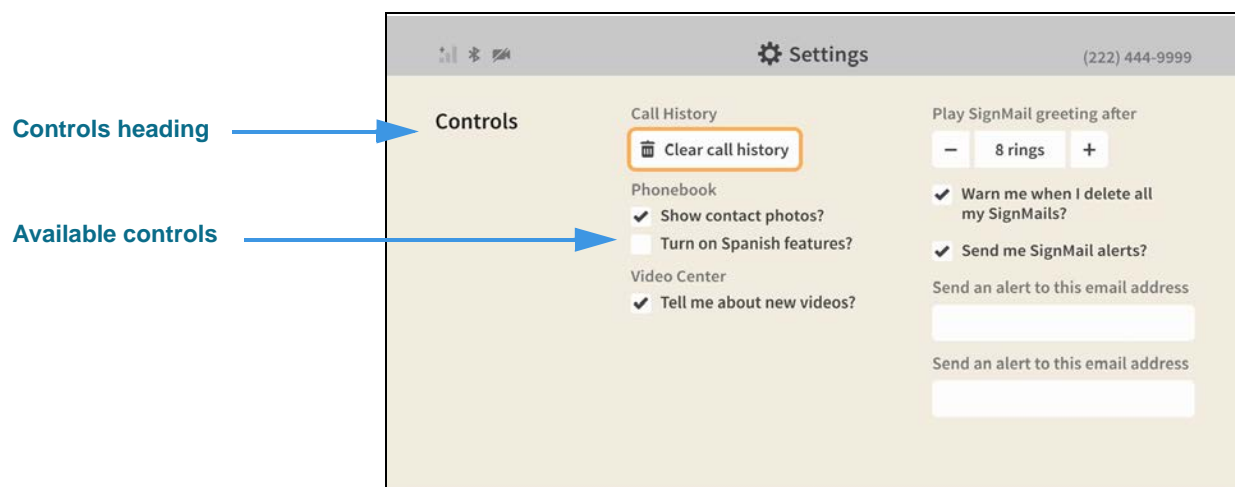 Settings
(222) 444-9999
Controls heading
Available controls
Controls
Call History
Clear call history
Phonebook
Show contact photos?
Turn on Spanish features?
Video Center
Tell me about new videos?
Play SignMail greeting after
− 8 rings +
Warn me when I delete all
my SignMails?
Send me SignMail alerts?
Send an alert to this email address
Send an alert to this email address